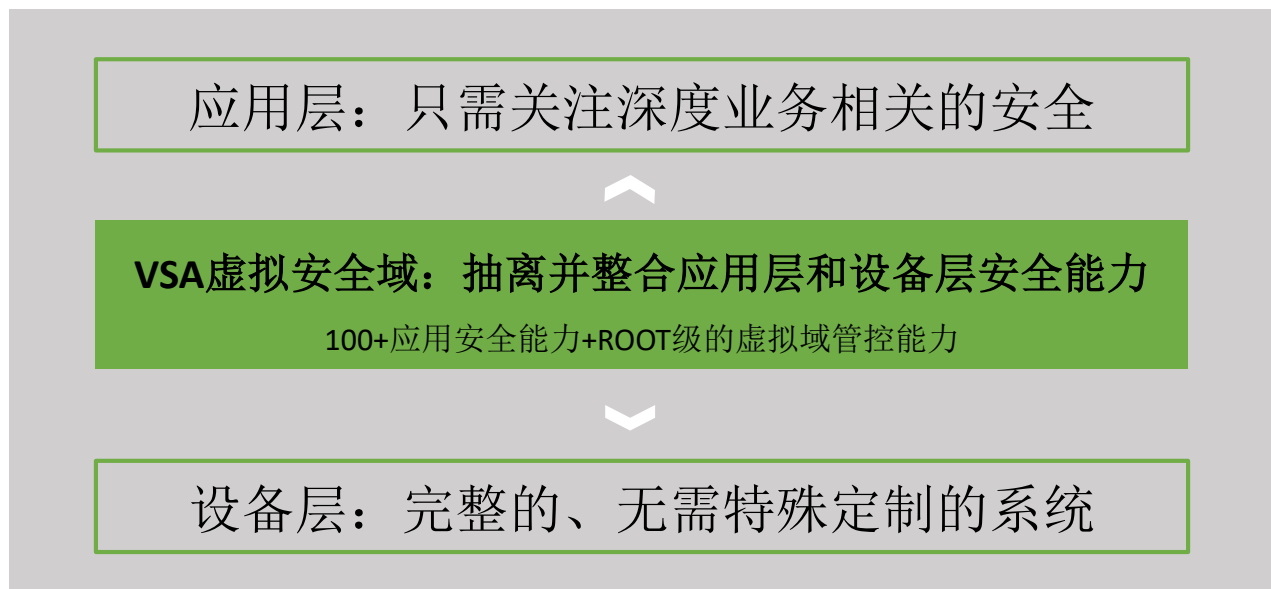 应用层：只需关注深度业务相关的安全
VSA虚拟安全域：抽离并整合应用层和设备层安全能力
100+应用安全能力+ROOT级的虚拟域管控能力
设备层：完整的、无需特殊定制的系统